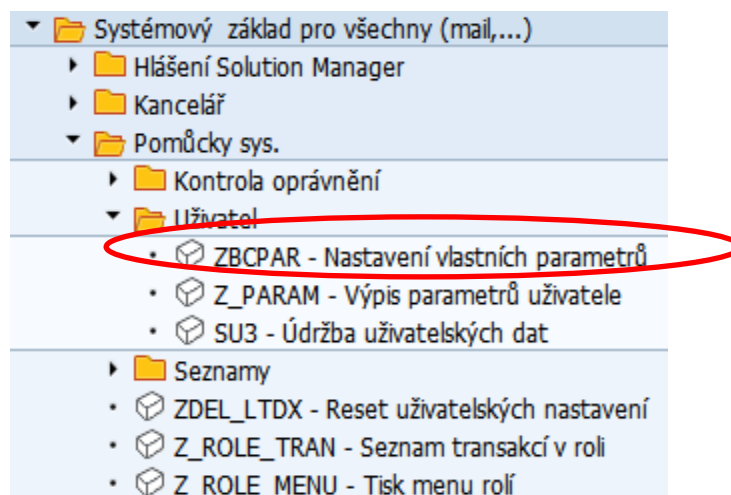 Systémový základ pro všechny (mail,...)
Hlášení Solution Manager
Kancelář
Pomůcky sys.
Kontrola oprávnění
Uživatel
ZBCPAR - Nastavení vlastních parametrů
Z_PARAM - Výpis parametrů uživatele
SU3 - Údržba uživatelských dat
Seznamy
ZDEL_LTDX - Reset uživatelských nastavení
Z_ROLE_TRAN - Seznam transakcí v roli
Z_ROLE_MENU - Tisk menu rolí